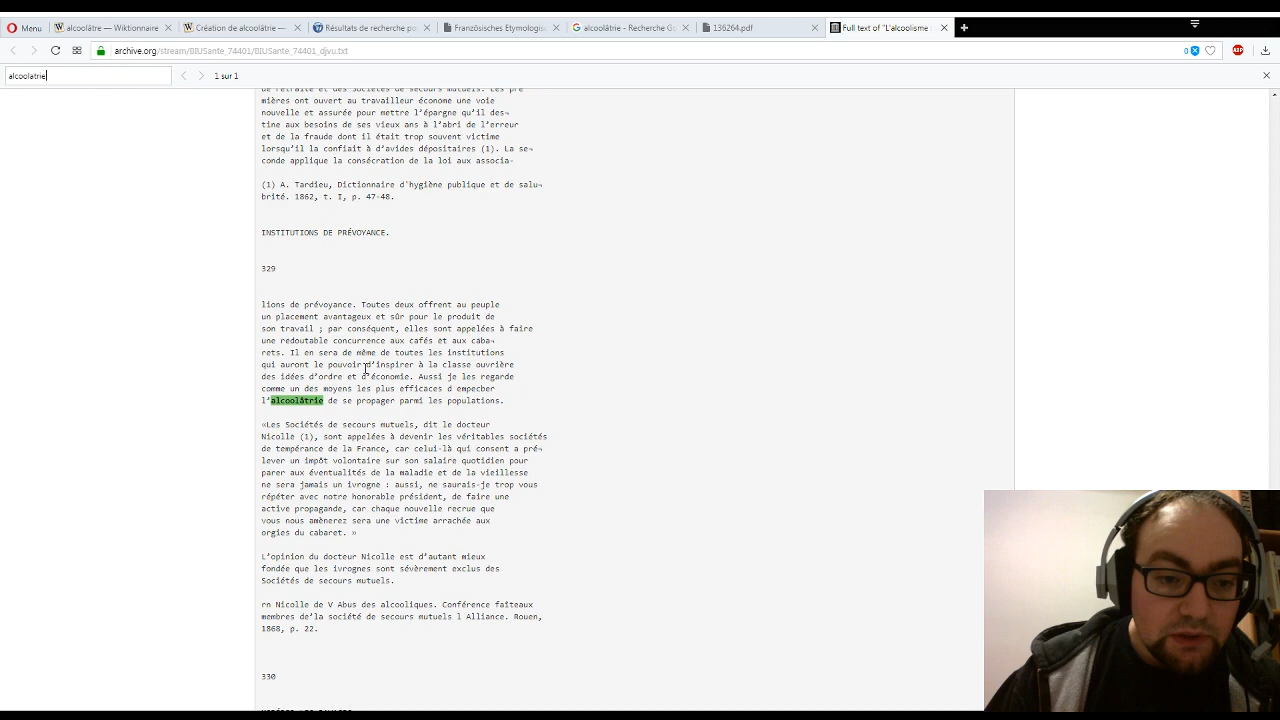 Menu
alcoolâtre — Wiktionnaire
Création de alcoolâtrie —
Résultats de recherche po
Französisches Etymologis
alcoolâtrie - Recherche Go
136264.pdf
Full text of "L'alcoolisme
archive.org/stream/BIUSante_74401/BIUSante_74401_djvu.txt
0
ABP
alcoolatrie
1 sur 1
de retraite et des Sociétés de secours mutuels. Les pre
mières ont ouvert au travailleur économe une voie
nouvelle et assurée pour mettre l’épargne qu’il des¬
tine aux besoins de ses vieux ans à l’abri de l’erreur
et de la fraude dont il était trop souvent victime
lorsqu’il la confiait à d’avides dépositaires (1). La se¬
conde applique la consécration de la loi aux associa-
(1) A. Tardieu, Dictionnaire d'hygiène publique et de salu¬
brité. 1862, t. I, p. 47-48.
INSTITUTIONS DE PRÉVOYANCE.
329
lions de prévoyance. Toutes deux offrent au peuple
un placement avantageux et sûr pour le produit de
son travail ; par conséquent, elles sont appelées à faire
une redoutable concurrence aux cafés et aux caba¬
rets. Il en sera de même de toutes les institutions
qui auront le pouvoir d’inspirer à la classe ouvrière
des idées d’ordre et d’économie. Aussi je les regarde
comme un des moyens les plus efficaces d empecber
l’alcoolâtrie de se propager parmi les populations.
«Les Sociétés de secours mutuels, dit le docteur
Nicolle (1), sont appelées à devenir les véritables sociétés
de tempérance de la France, car celui-là qui consent a pré¬
lever un impôt volontaire sur son salaire quotidien pour
parer aux éventualités de la maladie et de la vieillesse
ne sera jamais un ivrogne : aussi, ne saurais-je trop vous
répéter avec notre honorable président, de faire une
active propagande, car chaque nouvelle recrue que
vous nous amènerez sera une victime arrachée aux
orgies du cabaret. »
L’opinion du docteur Nicolle est d’autant mieux
fondée que les ivrognes sont sévèrement exclus des
Sociétés de secours mutuels.
rn Nicolle de V Abus des alcooliques. Conférence faiteaux
membres de’la société de secours mutuels l Alliance. Rouen,
1868, p. 22.
330